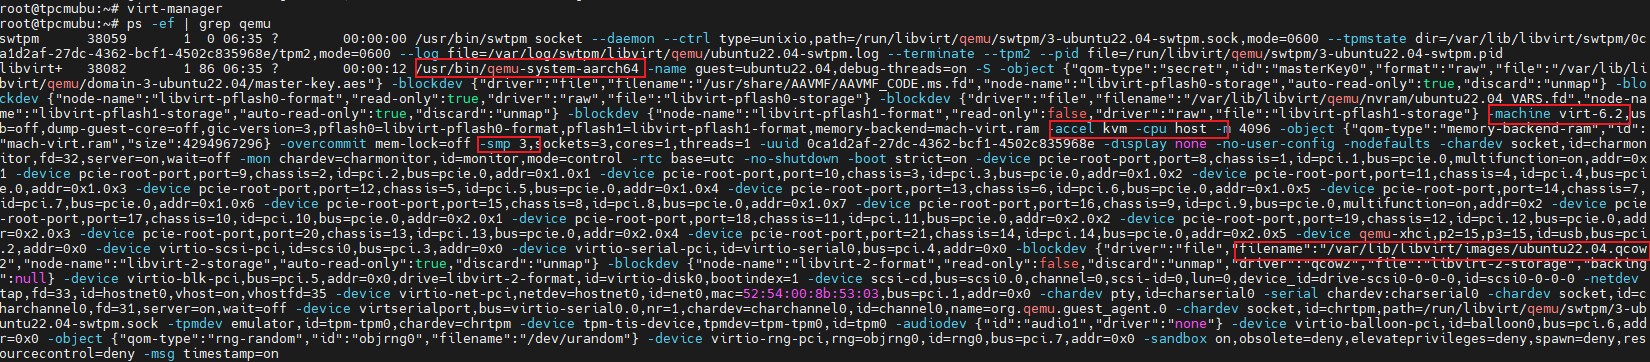 root@tpcmubu:~# virt-manager
root@tpcmubu:~# ps -ef | grep qemu
swtpm      38059       1  0 06:35 ?        00:00:00 /usr/bin/swtpm socket --daemon --ctrl type=unixio,path=/run/libvirt/qemu/swtpm/3-ubuntu22.04-swtpm.sock,mode=0600 --tpmstate dir=/var/lib/libvirt/swtpm/0c
a1d2af-27dc-4362-bcf1-4502c835968e/tpm2,mode=0600 --log file=/var/log/swtpm/libvirt/qemu/ubuntu22.04-swtpm.log --terminate --tpm2 --pid file=/run/libvirt/qemu/swtpm/3-ubuntu22.04-swtpm.pid
libvirt+   38082       1 86 06:35 ?        00:00:12 /usr/bin/qemu-system-aarch64 -name guest=ubuntu22.04,debug-threads=on -S -object {"qom-type":"secret","id":"masterKey0","format":"raw","file":"/var/lib/li
bvirt/qemu/domain-3-ubuntu22.04/master-key.aes"} -blockdev {"driver":"file","filename":"/usr/share/AAVMF/AAVMF_CODE.ms.fd","node-name":"libvirt-pflash0-storage","auto-read-only":true,"discard":"unmap"} -blo
ckdev {"node-name":"libvirt-pflash0-format","read-only":true,"driver":"raw","file":"libvirt-pflash0-storage"} -blockdev {"driver":"file","filename":"/var/lib/libvirt/qemu/nvram/ubuntu22.04_VARS.fd","node-na
me":"libvirt-pflash1-storage","auto-read-only":true,"discard":"unmap"} -blockdev {"node-name":"libvirt-pflash1-format","read-only":false,"driver":"raw","file":"libvirt-pflash1-storage"} -machine virt-6.2,us
b=off,dump-guest-core=off,gic-version=3,pflash0=libvirt-pflash0-format,pflash1=libvirt-pflash1-format,memory-backend=mach-virt.ram -accel kvm -cpu host -m 4096 -object {"qom-type":"memory-backend-ram","id":
"mach-virt.ram","size":4294967296} -overcommit mem-lock=off -smp 3,sockets=3,cores=1,threads=1 -uuid 0ca1d2af-27dc-4362-bcf1-4502c835968e -display none -no-user-config -nodefaults -chardev socket,id=charmon
itor,fd=32,server=on,wait=off -mon chardev=charmonitor,id=monitor,mode=control -rtc base=utc -no-shutdown -boot strict=on -device pcie-root-port,port=8,chassis=1,id=pci.1,bus=pcie.0,multifunction=on,addr=0x
1 -device pcie-root-port,port=9,chassis=2,id=pci.2,bus=pcie.0,addr=0x1.0x1 -device pcie-root-port,port=10,chassis=3,id=pci.3,bus=pcie.0,addr=0x1.0x2 -device pcie-root-port,port=11,chassis=4,id=pci.4,bus=pci
e.0,addr=0x1.0x3 -device pcie-root-port,port=12,chassis=5,id=pci.5,bus=pcie.0,addr=0x1.0x4 -device pcie-root-port,port=13,chassis=6,id=pci.6,bus=pcie.0,addr=0x1.0x5 -device pcie-root-port,port=14,chassis=7,
id=pci.7,bus=pcie.0,addr=0x1.0x6 -device pcie-root-port,port=15,chassis=8,id=pci.8,bus=pcie.0,addr=0x1.0x7 -device pcie-root-port,port=16,chassis=9,id=pci.9,bus=pcie.0,multifunction=on,addr=0x2 -device pcie
-root-port,port=17,chassis=10,id=pci.10,bus=pcie.0,addr=0x2.0x1 -device pcie-root-port,port=18,chassis=11,id=pci.11,bus=pcie.0,addr=0x2.0x2 -device pcie-root-port,port=19,chassis=12,id=pci.12,bus=pcie.0,add
r=0x2.0x3 -device pcie-root-port,port=20,chassis=13,id=pci.13,bus=pcie.0,addr=0x2.0x4 -device pcie-root-port,port=21,chassis=14,id=pci.14,bus=pcie.0,addr=0x2.0x5 -device qemu-xhci,p2=15,p3=15,id=usb,bus=pci
.2,addr=0x0 -device virtio-scsi-pci,id=scsi0,bus=pci.3,addr=0x0 -device virtio-serial-pci,id=virtio-serial0,bus=pci.4,addr=0x0 -blockdev {"driver":"file","filename":"/var/lib/libvirt/images/ubuntu22.04.qcow
2","node-name":"libvirt-2-storage","auto-read-only":true,"discard":"unmap"} -blockdev {"node-name":"libvirt-2-format","read-only":false,"discard":"unmap","driver":"qcow2","file":"libvirt-2-storage","backing
":null} -device virtio-blk-pci,bus=pci.5,addr=0x0,drive=libvirt-2-format,id=virtio-disk0,bootindex=1 -device scsi-cd,bus=scsi0.0,channel=0,scsi-id=0,lun=0,device_id=drive-scsi0-0-0-0,id=scsi0-0-0-0 -netdev
tap,fd=33,id=hostnet0,vhost=on,vhostfd=35 -device virtio-net-pci,netdev=hostnet0,id=net0,mac=52:54:00:8b:53:03,bus=pci.1,addr=0x0 -chardev pty,id=charserial0 -serial chardev:charserial0 -chardev socket,id=c
harchannel0,fd=31,server=on,wait=off -device virtserialport,bus=virtio-serial0.0,nr=1,chardev=charchannel0,id=channel0,name=org.qemu.guest_agent.0 -chardev socket,id=chrtpm,path=/run/libvirt/qemu/swtpm/3-ub
untu22.04-swtpm.sock -tpmdev emulator,id=tpm-tpm0,chardev=chrtpm -device tpm-tis-device,tpmdev=tpm-tpm0,id=tpm0 -audiodev {"id":"audio1","driver":"none"} -device virtio-balloon-pci,id=balloon0,bus=pci.6,add
r=0x0 -object {"qom-type":"rng-random","id":"objrng0","filename":"/dev/urandom"} -device virtio-rng-pci,rng=objrng0,id=rng0,bus=pci.7,addr=0x0 -sandbox on,obsolete=deny,elevateprivileges=deny,spawn=deny,res
ourcecontrol=deny -msg timestamp=on